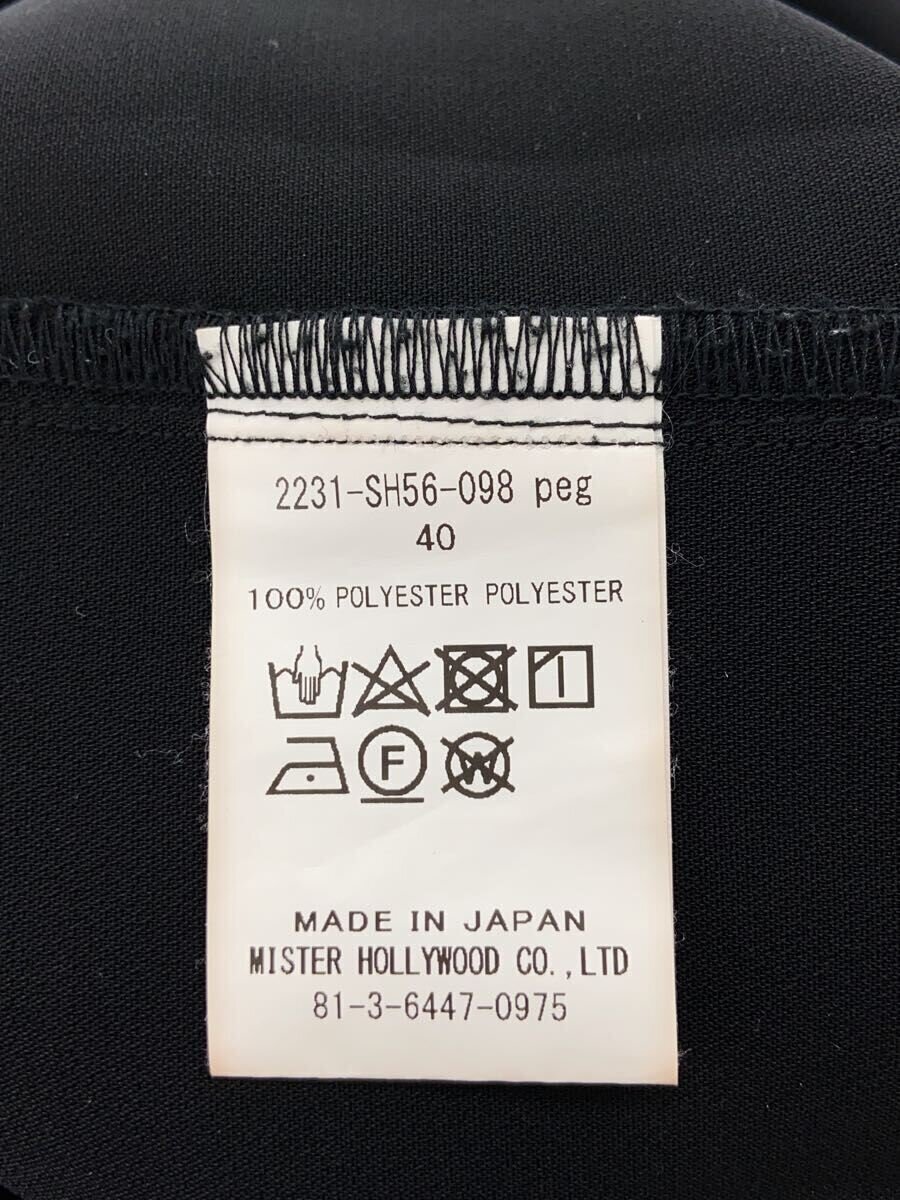 2231-SH56-098 peg
40
100% POLYESTER POLYESTER
F
W
MADE IN JAPAN
MISTER HOLLYWOOD CO.,LTD
81-3-6447-0975